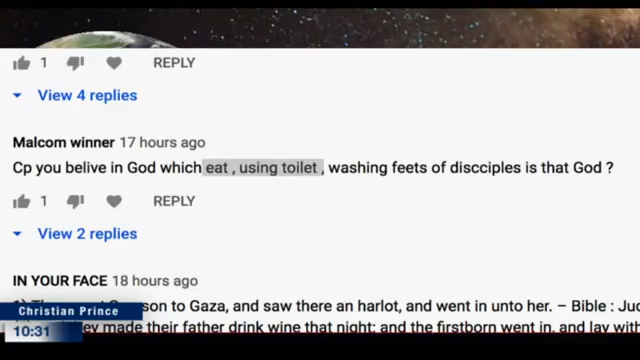 1 REPLY
View 4 replies
Malcom winner 17 hours ago
Cp you belive in God which eat , using toilet , washing feets of discciples is that God ?
1 REPLY
View 2 replies
IN YOUR FACE 18 hours ago
son to Gaza, and saw there an harlot, and went in unto her. – Bible : Jud
Christian Prince
10:31
ey made their father drink wine that night: and the firstborn went in, and lay with